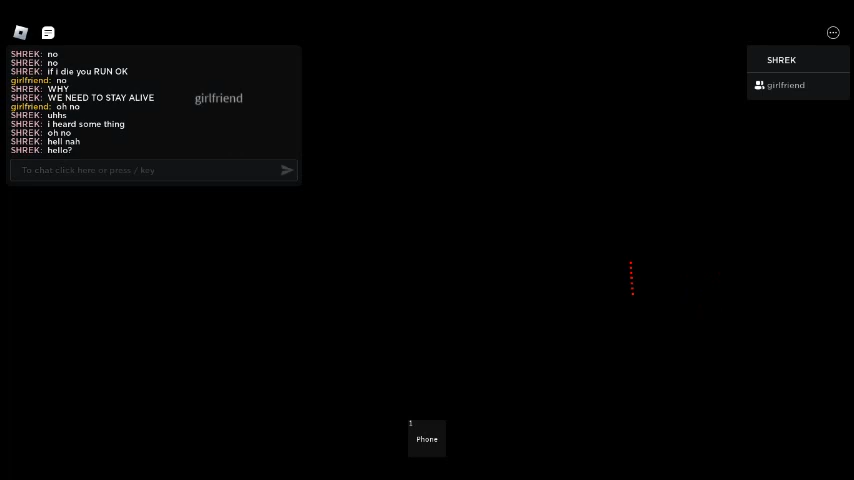 SHREK: no
SHREK: no
SHREK: if i die you RUN OK
girlfriend: no
SHREK: WHY
SHREK: WE NEED TO STAY ALIVE
girlfriend: oh no
SHREK: uhhs
SHREK: i heard some thing
SHREK: oh no
SHREK: hell nah
SHREK: hello?
girlfriend
To chat click here or press / key
SHREK
girlfriend
1
Phone